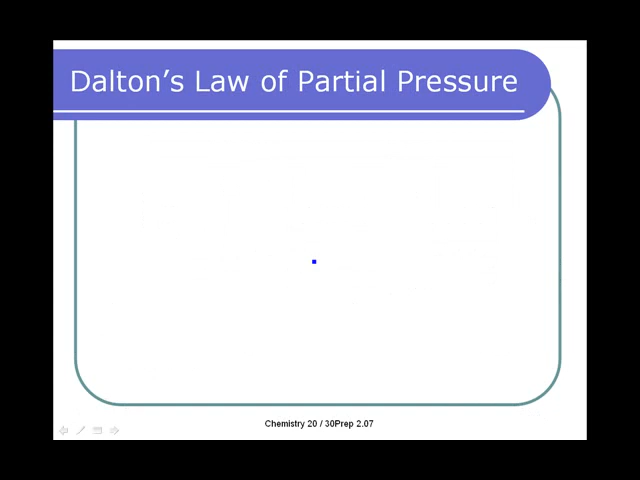 Dalton's Law of Partial Pressure
Chemistry 20 / 30Prep 2.07